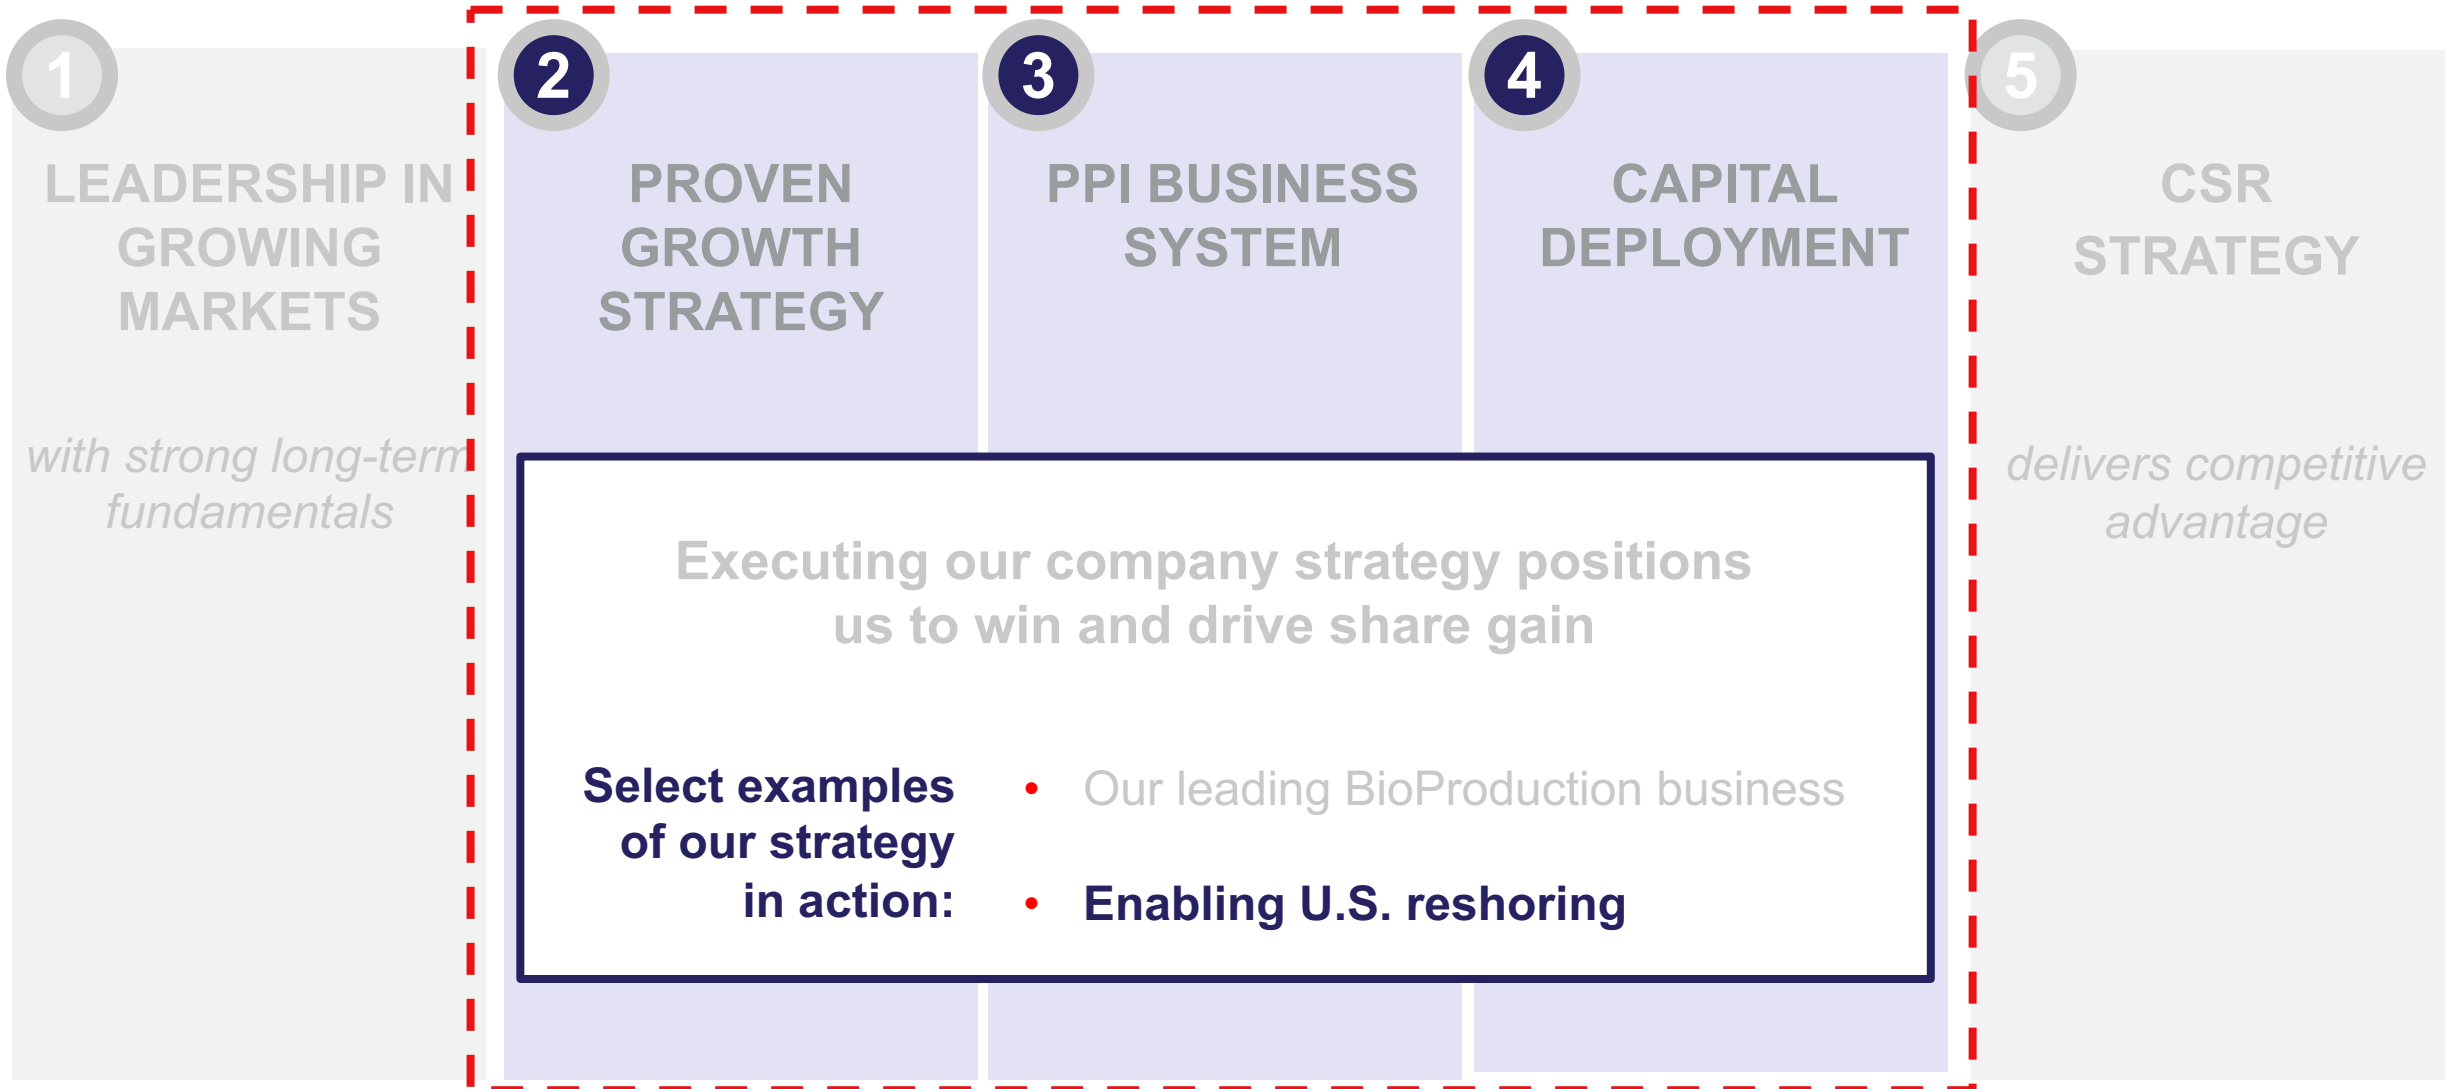 1
LEADERSHIP IN
GROWING
MARKETS
with strong long-term
fundamentals
2
PROVEN
GROWTH
STRATEGY
3
PPI BUSINESS
SYSTEM
4
CAPITAL
DEPLOYMENT
5
CSR
STRATEGY
delivers competitive
advantage
Executing our company strategy positions
us to win and drive share gain
Select examples
of our strategy
in action:
• Our leading BioProduction business
• Enabling U.S. reshoring